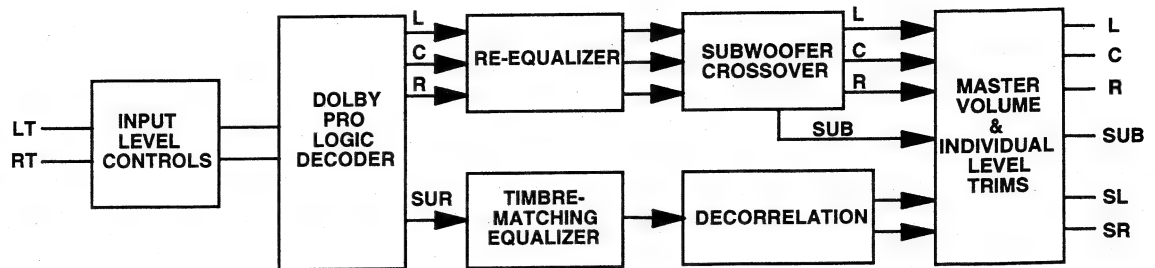 LT
RT
INPUT
LEVEL
CONTROLS
DOLBY
PRO
LOGIC
DECODER
L
C
R
SUR
RE-EQUALIZER
TIMBRE-
MATCHING
EQUALIZER
SUBWOOFER
CROSSOVER
L
C
R
SUB
DECORRELATION
MASTER
VOLUME
&
INDIVIDUAL
LEVEL
TRIMS
L
C
R
SUB
SL
SR